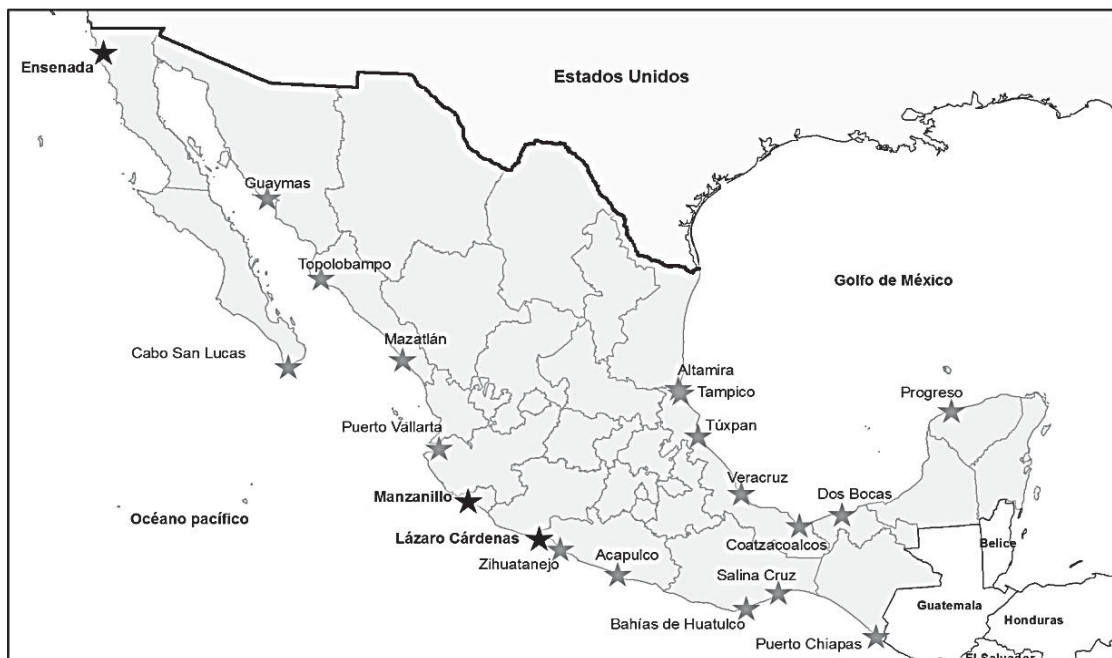 Ensenada
Estados Unidos
Guaymas
Topolobampo
Golfo de México
Mazatlán
Cabo San Lucas
Altamira
Tampico
Progreso
Puerto Vallarta
Túxpan
Manzanillo
Veracruz
Dos Bocas
Océano pacífico
Lázaro Cárdenas
Coatzacoalcos
Belice
Zihuatanejo
Acapulco
Salina Cruz
Guatemala
Bahías de Huatulco
Honduras
Puerto Chiapas
El Salvador